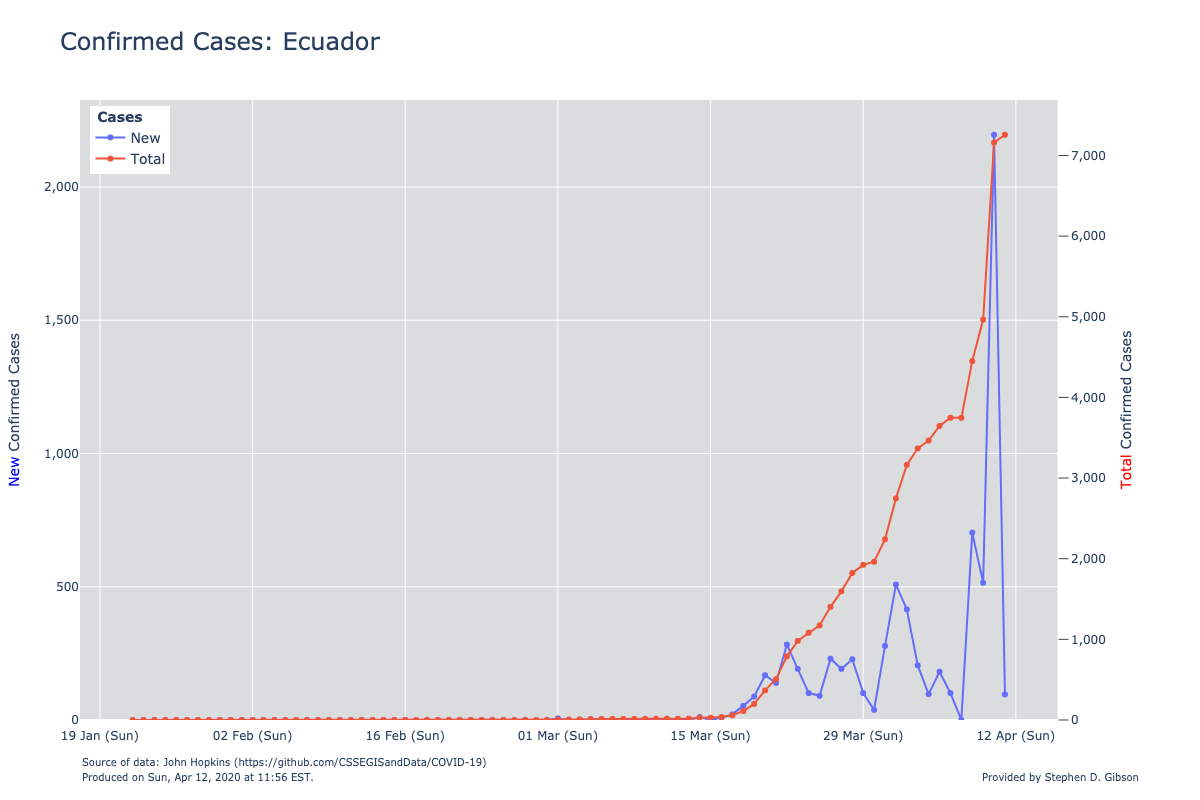 Confirmed Cases: Ecuador
Cases
New
Total
2,000
1,500
1,000
500
0
New Confirmed Cases
7,000
6,000
5,000
4,000
3,000
2,000
1,000
0
Total Confirmed Cases
19 Jan (Sun)
02 Feb (Sun)
16 Feb (Sun)
01 Mar (Sun)
15 Mar (Sun)
29 Mar (Sun)
12 Apr (Sun)
Source of data: John Hopkins (https://github.com/CSSEGISandData/COVID-19)
Produced on Sun, Apr 12, 2020 at 11:56 EST.
Provided by Stephen D. Gibson